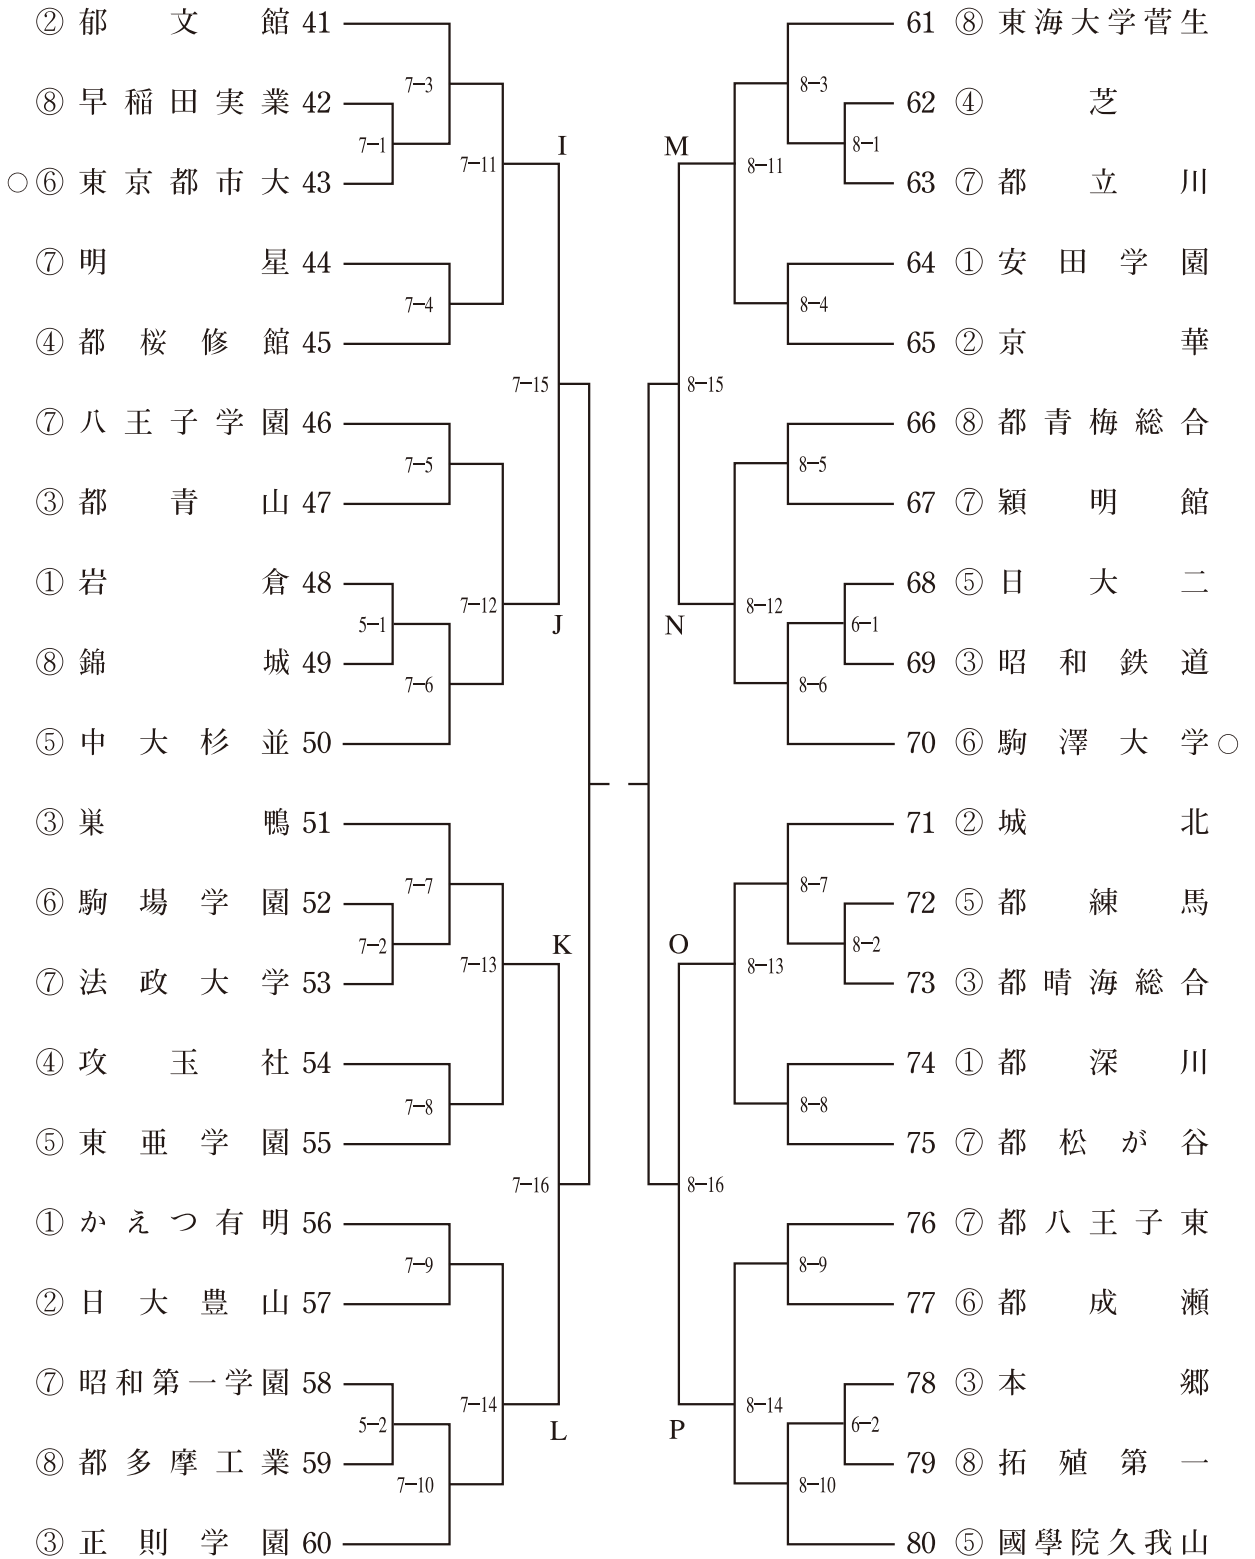 ② 郁文館 41
⑧ 早稲田実業 42
○⑥ 東京都市大 43
⑦ 明星 44
④ 都桜修館 45
⑦ 八王子学園 46
③ 都青山 47
① 岩倉 48
⑧ 錦城 49
⑤ 中大杉並 50
③ 巣鴨 51
⑥ 駒場学園 52
⑦ 法政大学 53
④ 攻玉社 54
⑤ 東亜学園 55
① かえつ有明 56
② 日大豊山 57
⑦ 昭和第一学園 58
⑧ 都多摩工業 59
③ 正則学園 60
7-3
7-1
7-11
I
7-4
7-15
7-5
5-1
7-12
J
7-6
7-7
7-2
7-13
K
7-8
7-16
7-9
5-2
7-14
L
7-10
M
8-3
8-1
8-11
8-4
8-15
8-5
N
8-12
6-1
8-6
O
8-7
8-2
8-13
8-8
8-16
8-9
P
8-14
6-2
8-10
61 ⑧ 東海大学菅生
62 ④ 芝
63 ⑦ 都立川
64 ① 安田学園
65 ② 京華
66 ⑧ 都青梅総合
67 ⑦ 穎明館
68 ⑤ 日大二
69 ③ 昭和鉄道
70 ⑥ 駒澤大学○
71 ② 城北
72 ⑤ 都練馬
73 ③ 都晴海総合
74 ① 都深川
75 ⑦ 都松が谷
76 ⑦ 都八王子東
77 ⑥ 都成瀬
78 ③ 本郷
79 ⑧ 拓殖第一
80 ⑤ 國學院久我山